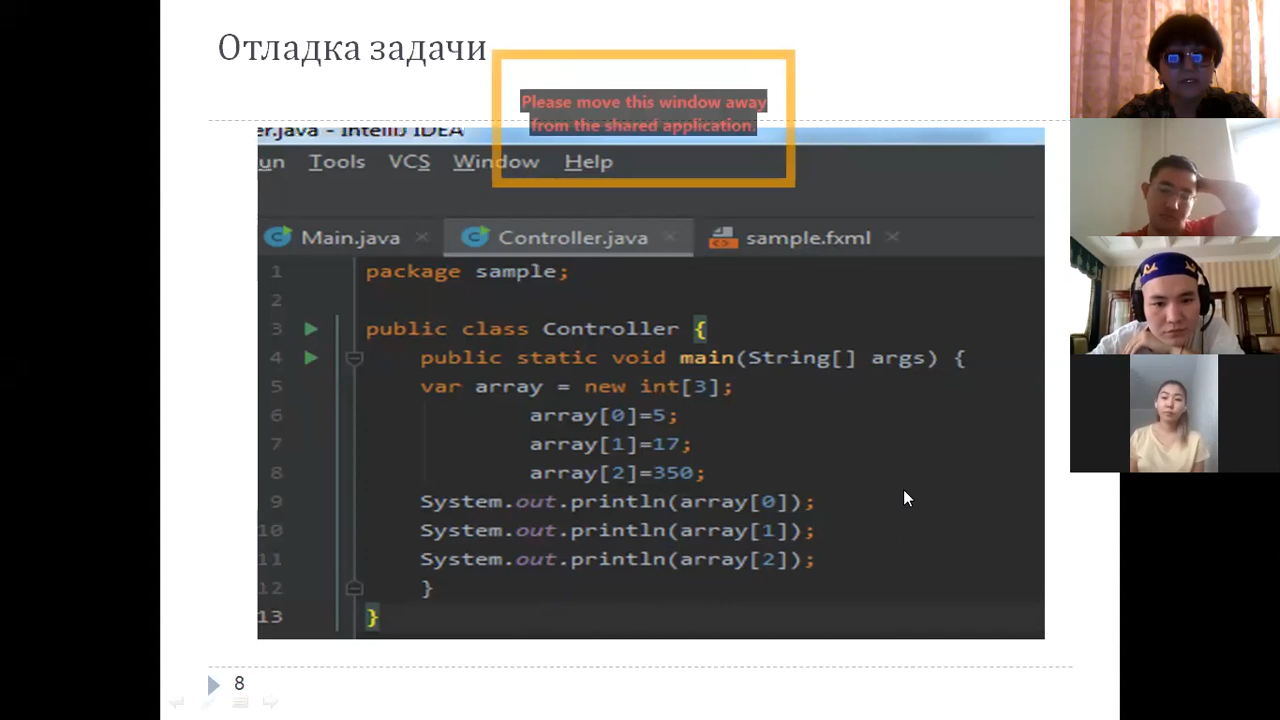 Отладка задачи
Please move this window away
from the shared application.
er.java - IntelliJ IDEA
un Tools VCS Window Help
Main.java Controller.java sample.fxml
1 package sample;
2
3 public class Controller {
4 public static void main(String[] args) {
5 var array = new int[3];
6 array[0]=5;
7 array[1]=17;
8 array[2]=350;
9 System.out.println(array[0]);
10 System.out.println(array[1]);
11 System.out.println(array[2]);
12 }
13 }
8